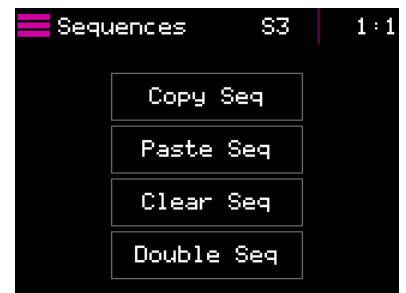 Sequences S3 1:1
Copy Seq
Paste Seq
Clear Seq
Double Seq